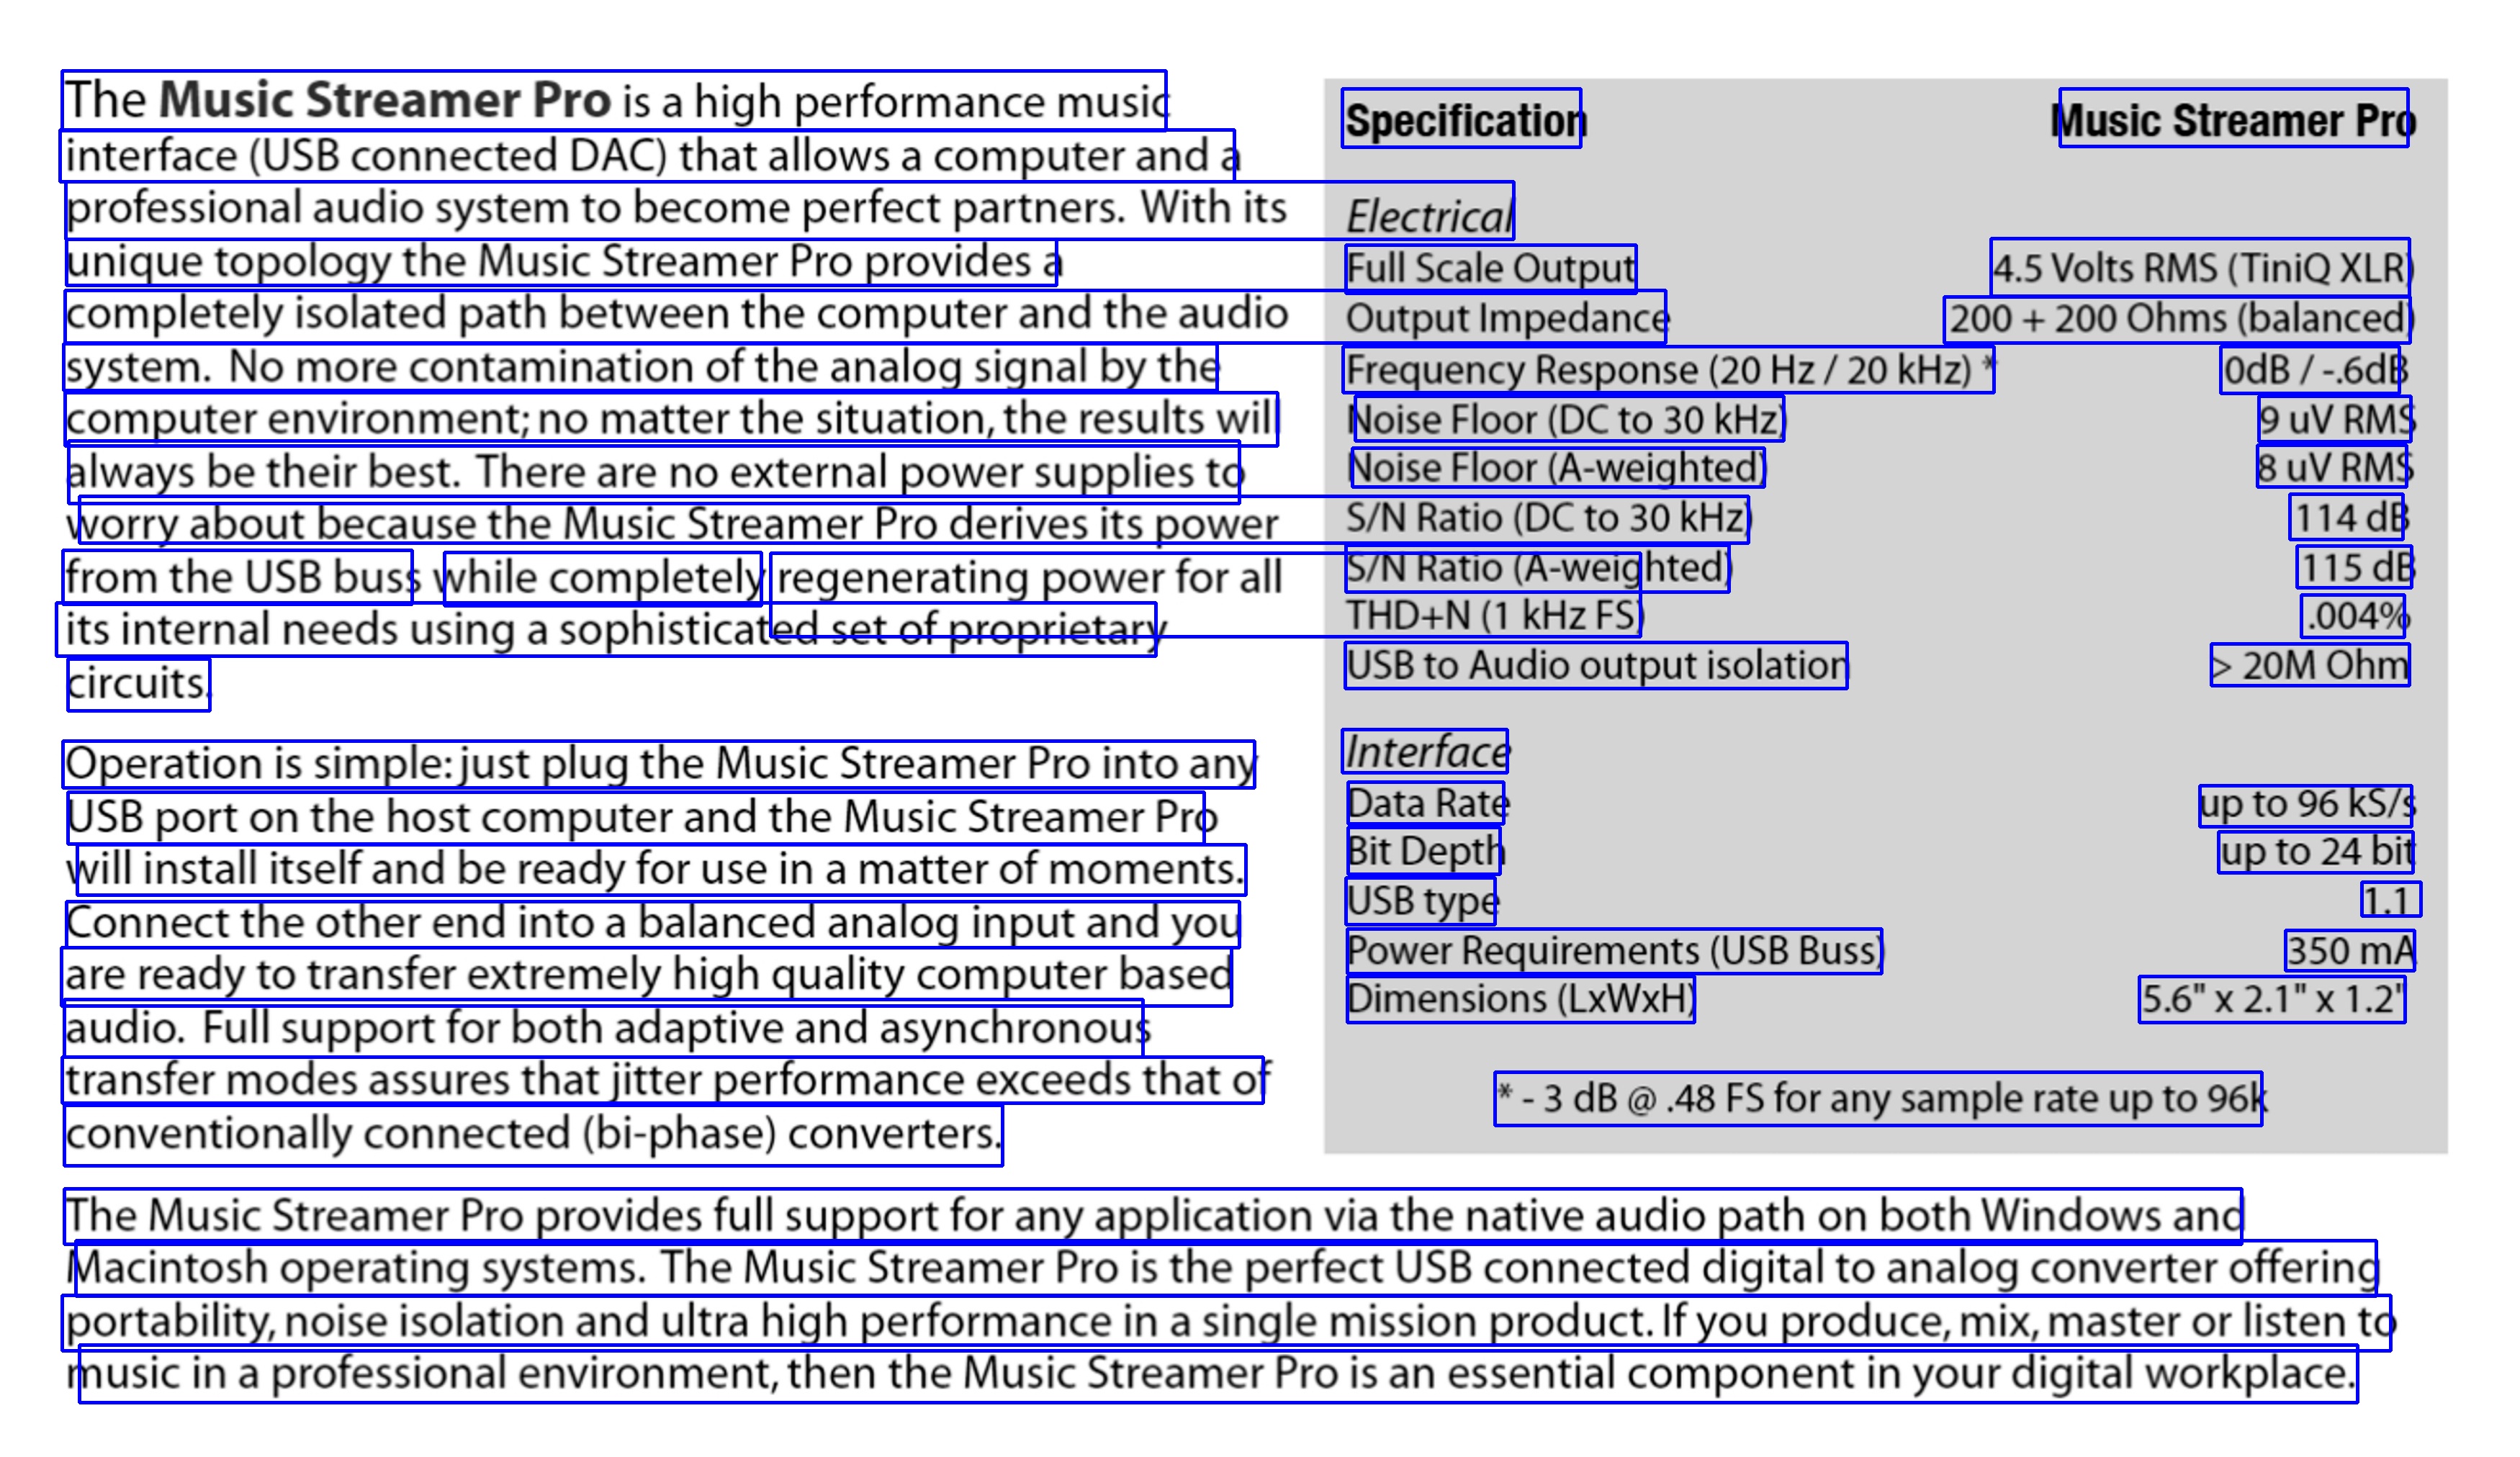 The Music Streamer Pro is a high performance music
interface (USB connected DAC) that allows a computer and a
professional audio system to become perfect partners. With its
unique topology the Music Streamer Pro provides a
completely isolated path between the computer and the audio
system. No more contamination of the analog signal by the
computer environment; no matter the situation, the results will
always be their best. There are no external power supplies to
worry about because the Music Streamer Pro derives its power
from the USB buss while completely regenerating power for all
its internal needs using a sophisticated set of proprietary
circuits.
Operation is simple: just plug the Music Streamer Pro into any
USB port on the host computer and the Music Streamer Pro
will install itself and be ready for use in a matter of moments.
Connect the other end into a balanced analog input and you
are ready to transfer extremely high quality computer based
audio. Full support for both adaptive and asynchronous
transfer modes assures that jitter performance exceeds that of
conventionally connected (bi-phase) converters.
Specification Music Streamer Pro
Electrical
Full Scale Output 4.5 Volts RMS (TiniQ XLR)
Output Impedance 200 + 200 Ohms (balanced)
Frequency Response (20 Hz / 20 kHz) * 0dB / -.6dB
Noise Floor (DC to 30 kHz) 9 uV RMS
Noise Floor (A-weighted) 8 uV RMS
S/N Ratio (DC to 30 kHz) 114 dB
S/N Ratio (A-weighted) 115 dB
THD+N (1 kHz FS) .004%
USB to Audio output isolation > 20M Ohm
Interface
Data Rate up to 96 kS/s
Bit Depth up to 24 bit
USB type 1.1
Power Requirements (USB Buss) 350 mA
Dimensions (LxWxH) 5.6" x 2.1" x 1.2"
* - 3 dB @ .48 FS for any sample rate up to 96k
The Music Streamer Pro provides full support for any application via the native audio path on both Windows and
Macintosh operating systems. The Music Streamer Pro is the perfect USB connected digital to analog converter offering
portability, noise isolation and ultra high performance in a single mission product. If you produce, mix, master or listen to
music in a professional environment, then the Music Streamer Pro is an essential component in your digital workplace.